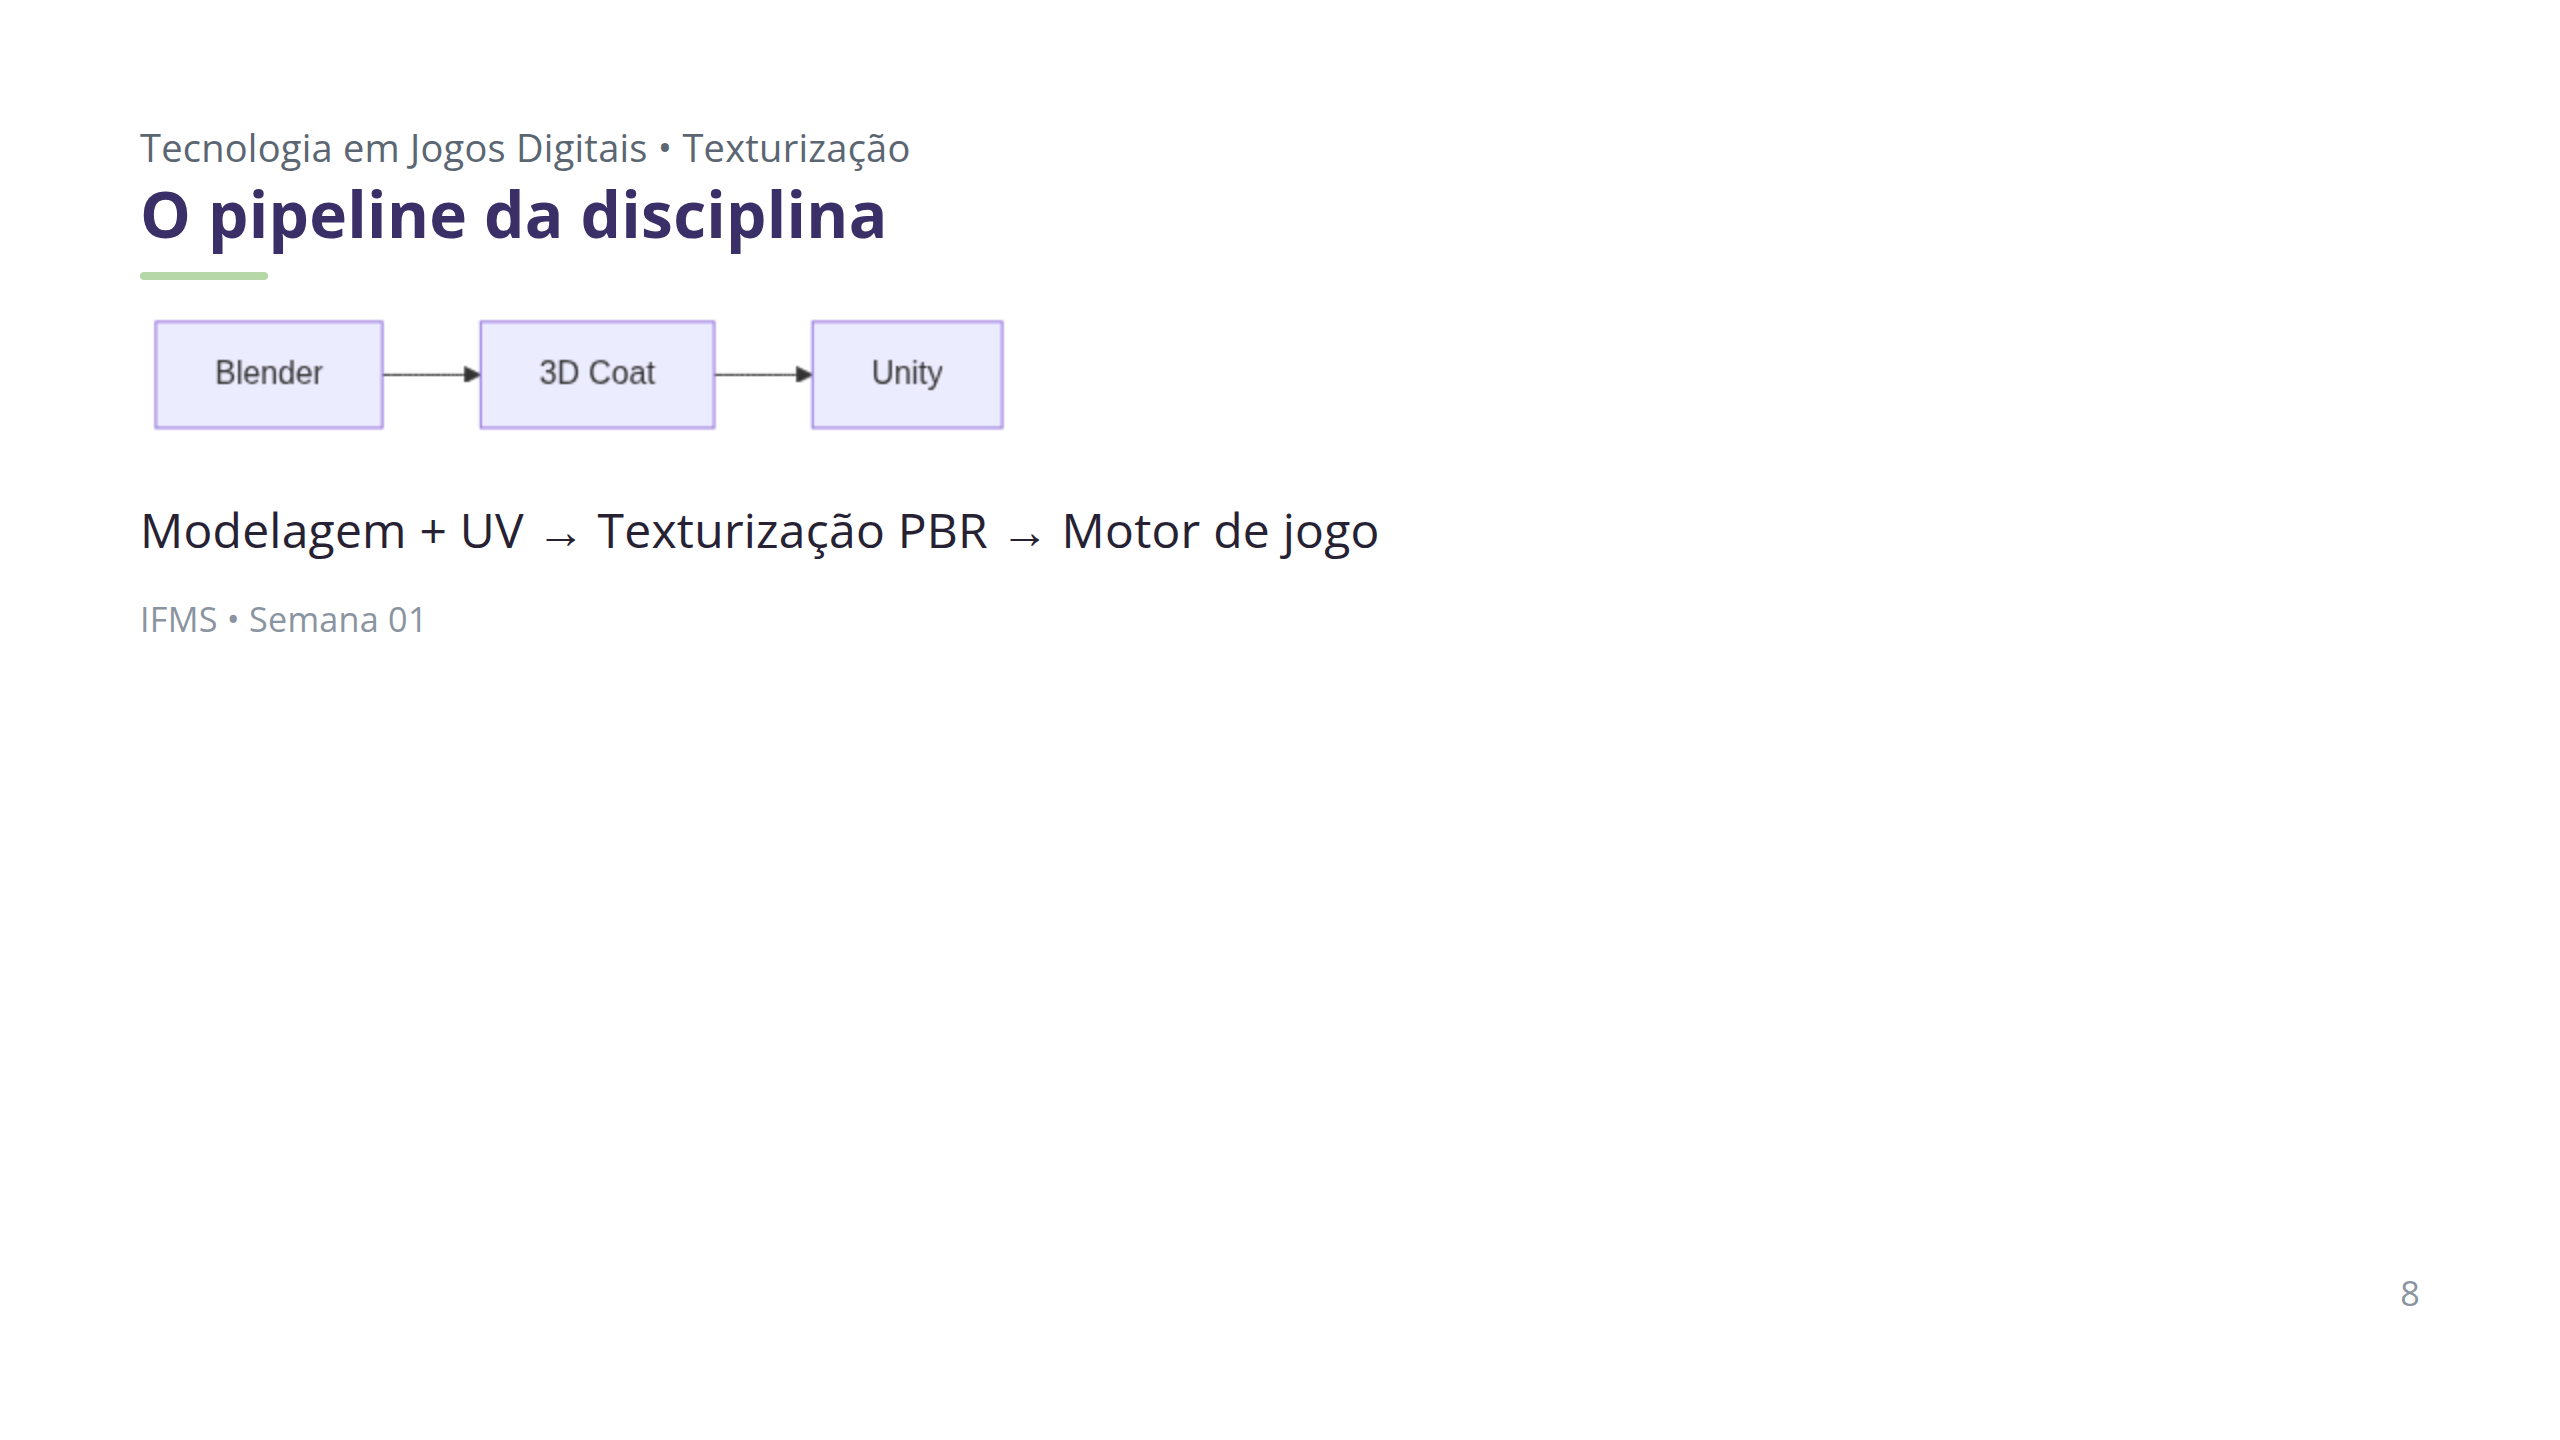 Tecnologia em Jogos Digitais • Texturização
O pipeline da disciplina
Blender
3D Coat
Unity
Modelagem + UV → Texturização PBR → Motor de jogo
IFMS • Semana 01
8